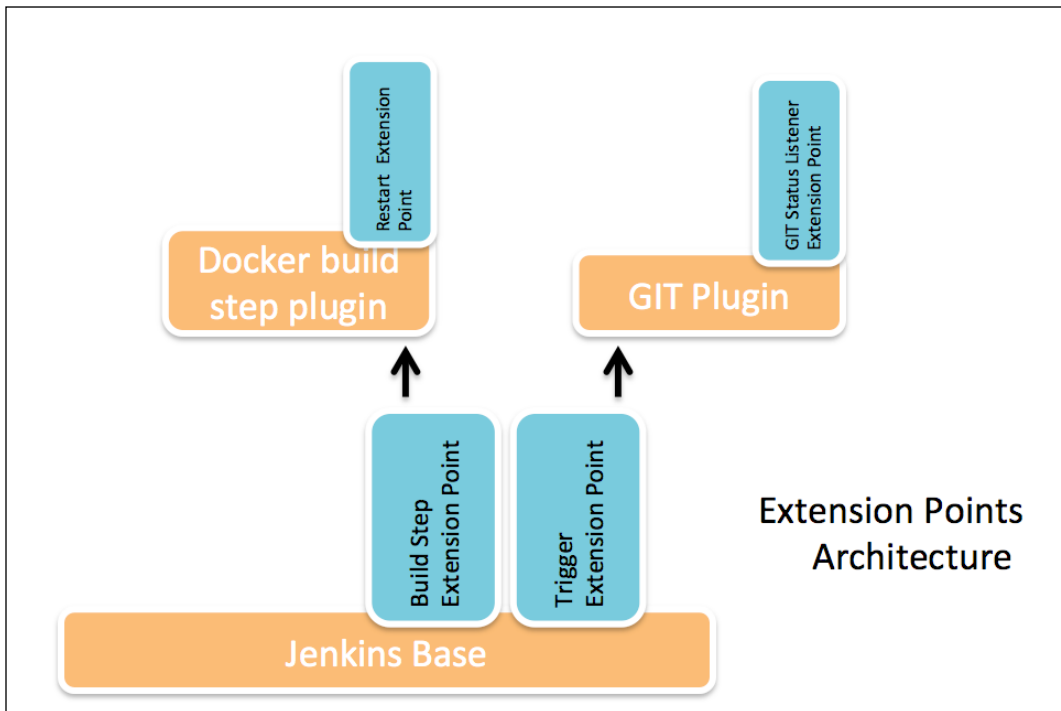 Restart Extension
Point
GIT Status Listener
Extension Point
Docker build
step plugin
GIT Plugin
Build Step
Extension Point
Trigger
Extension Point
Extension Points
Architecture
Jenkins Base